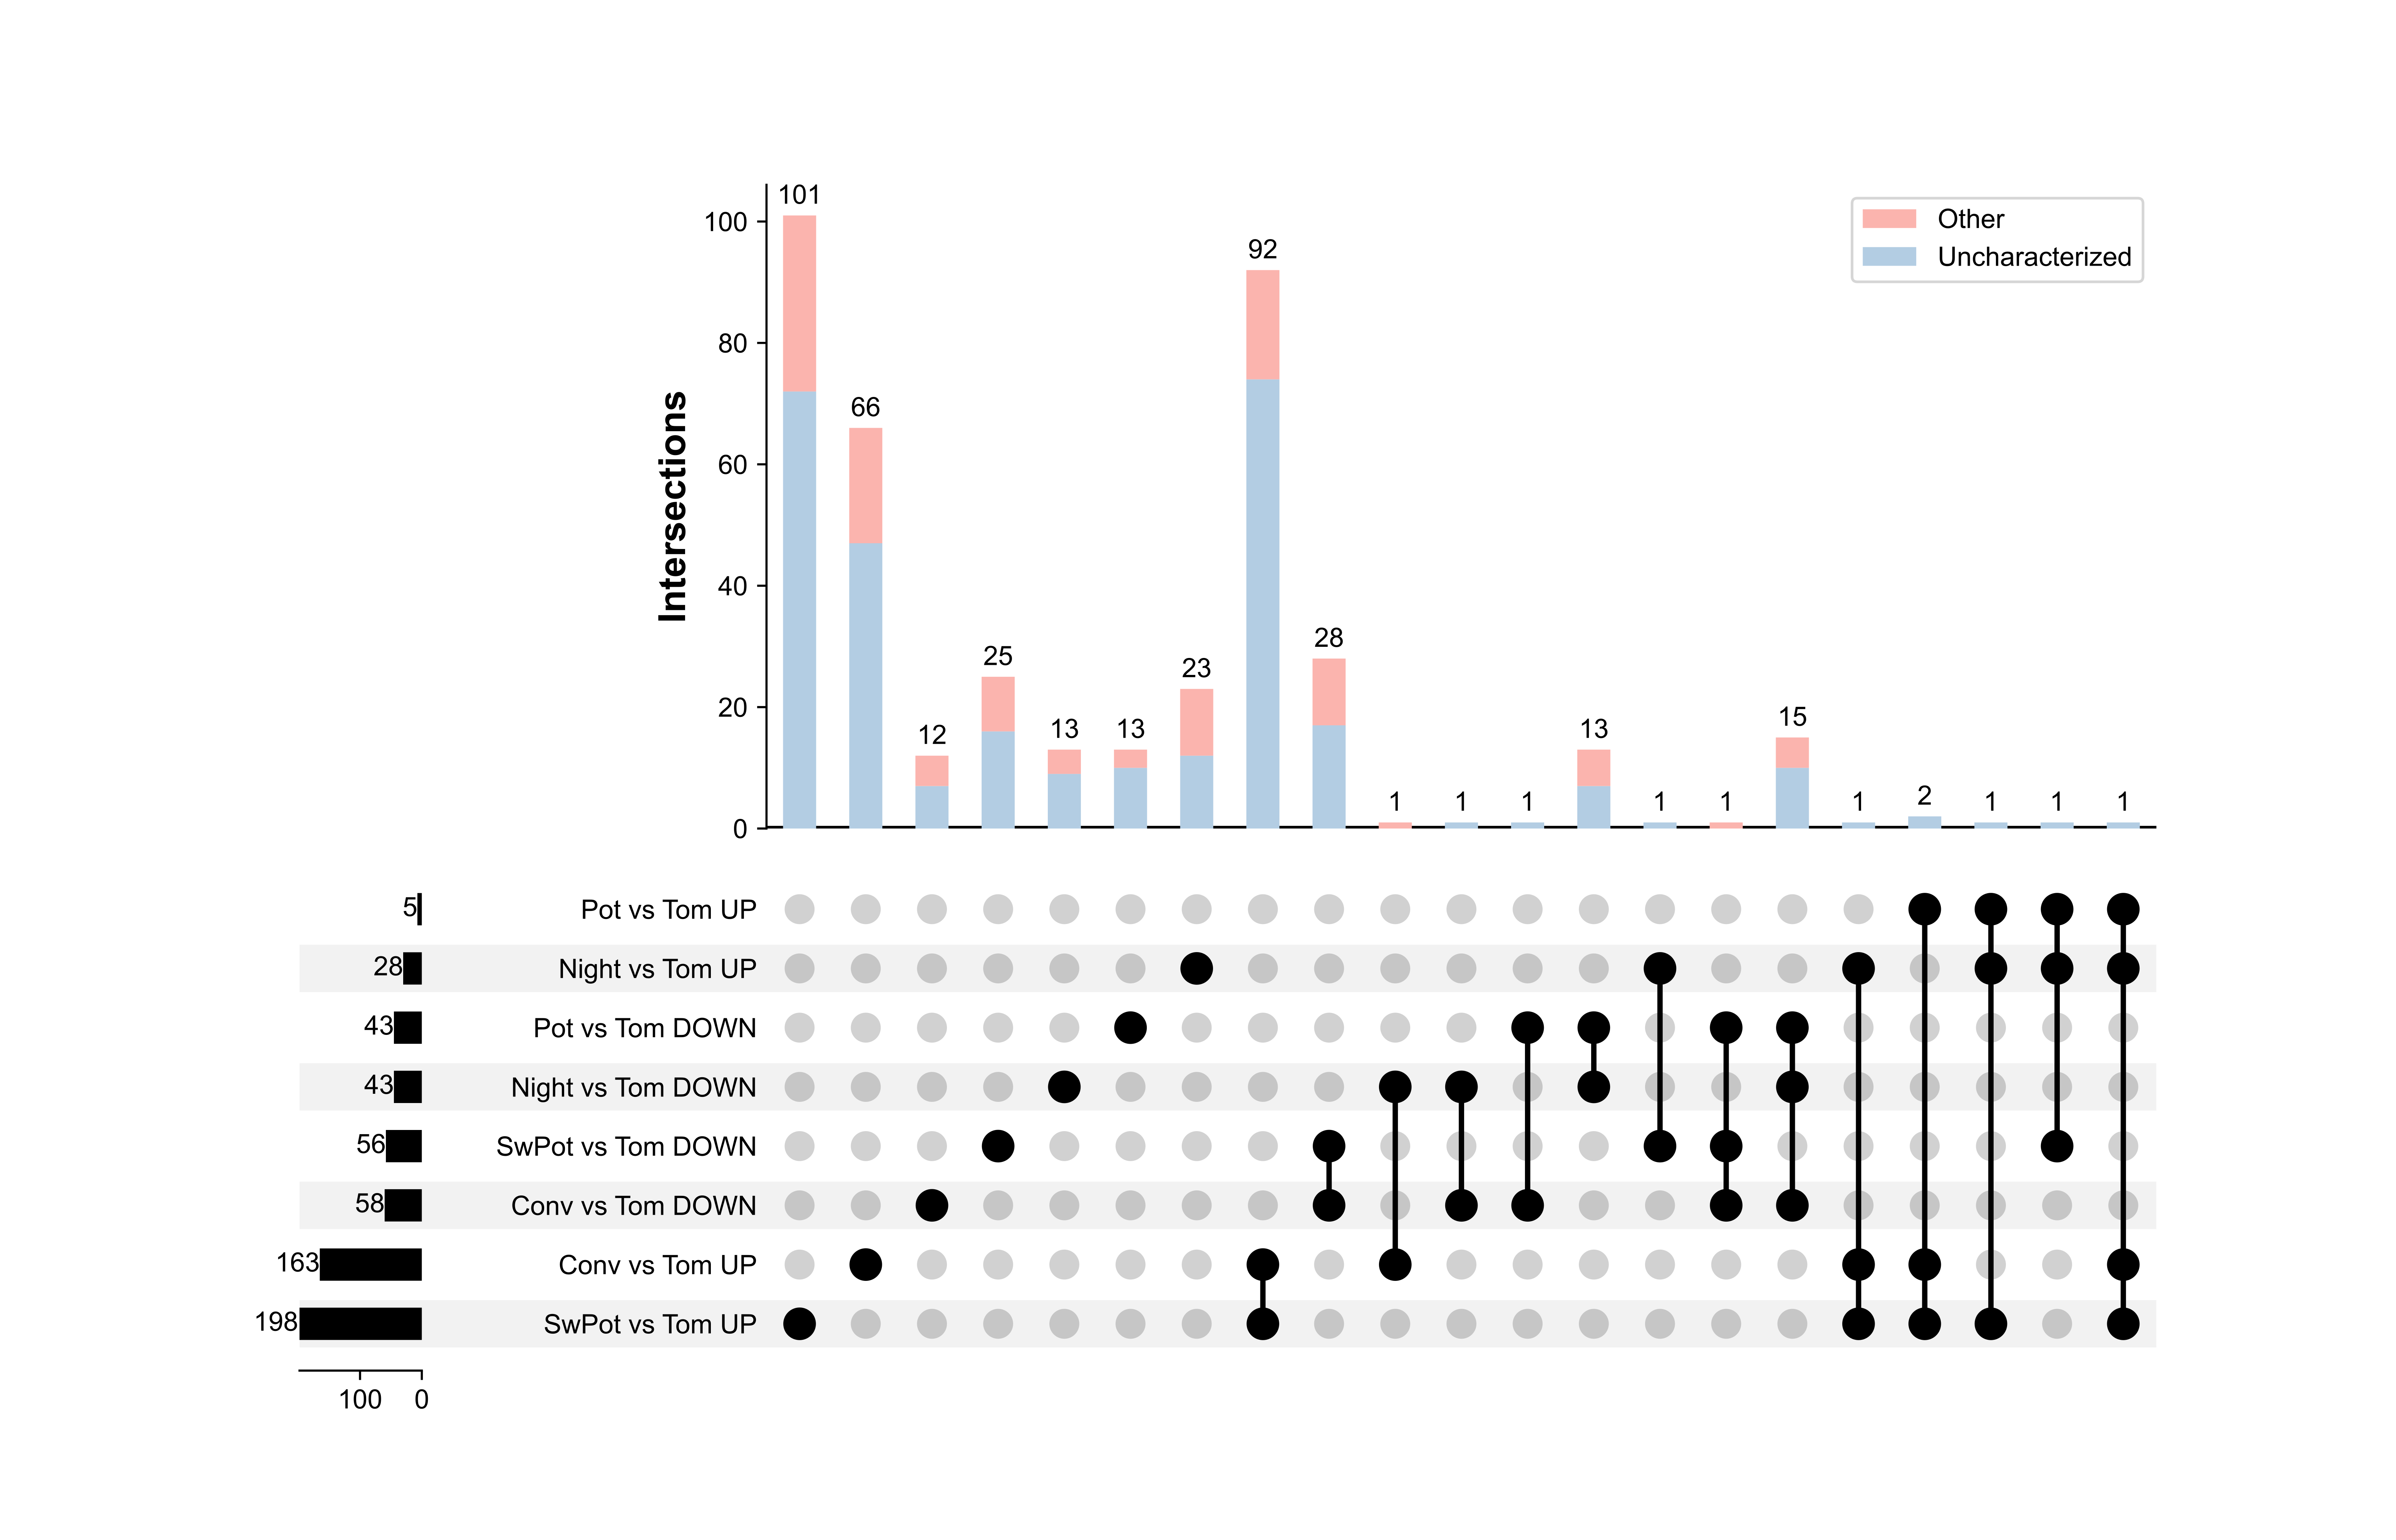 101
100
92
80
66
60
40
28
25
23
20
15
13
13
13
12
2
1
1
1
1
1
1
1
1
1
0
Intersections
Other
Uncharacterized
5 Pot vs Tom UP
28 Night vs Tom UP
43 Pot vs Tom DOWN
43 Night vs Tom DOWN
56 SwPot vs Tom DOWN
58 Conv vs Tom DOWN
163 Conv vs Tom UP
198 SwPot vs Tom UP
100 0